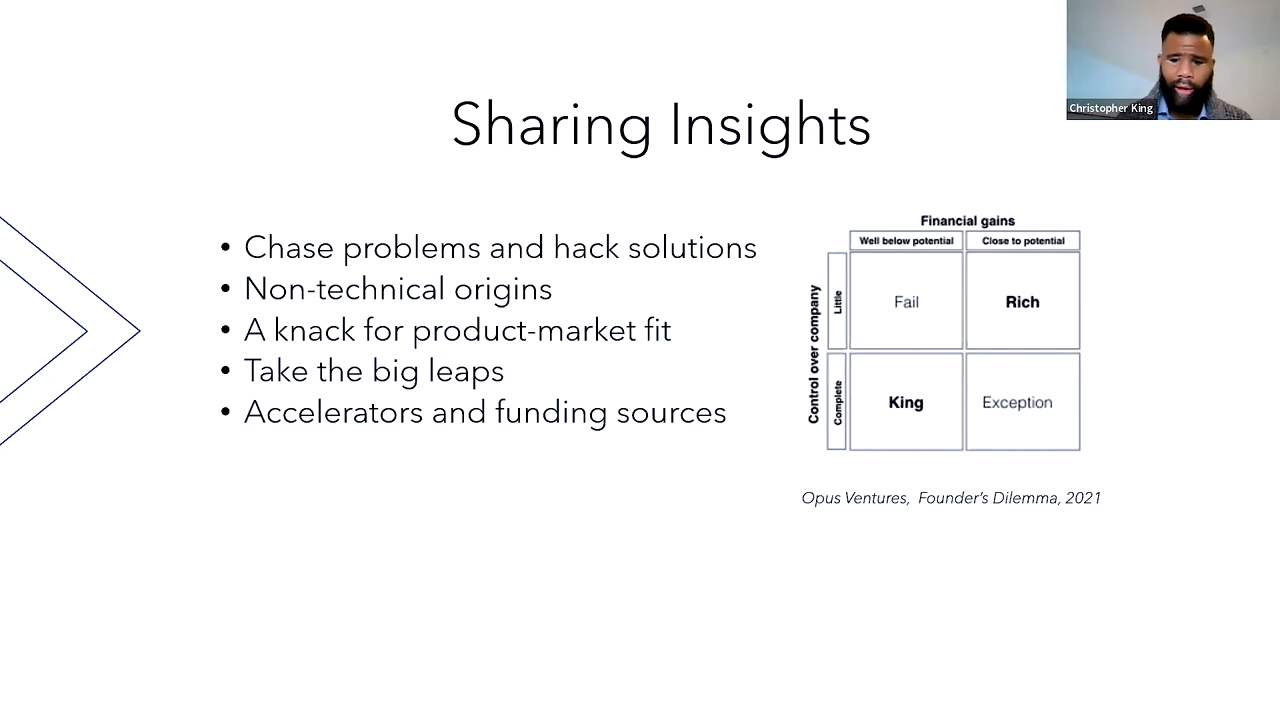 Christopher King
Sharing Insights
• Chase problems and hack solutions
• Non-technical origins
• A knack for product-market fit
• Take the big leaps
• Accelerators and funding sources
Financial gains
Well below potential
Close to potential
Control over company
Little
Fail
Rich
Complete
King
Exception
Opus Ventures, Founder's Dilemma, 2021